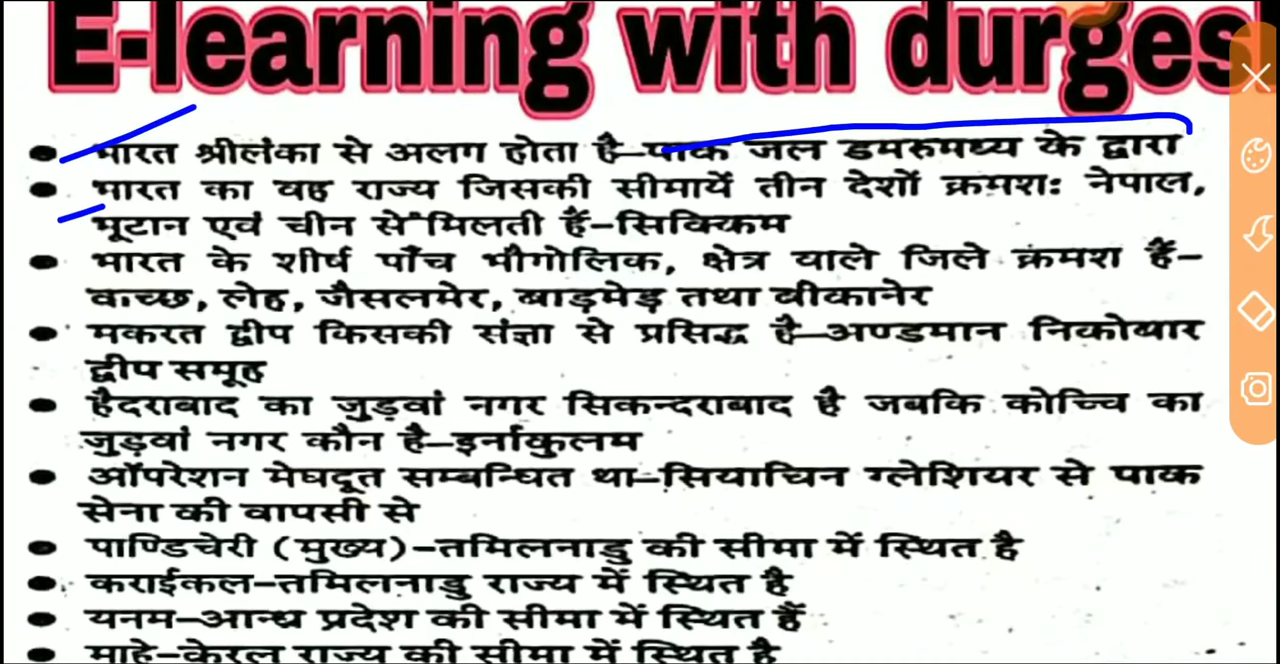 E-learning with durges
• भारत श्रीलंका से अलग होता है–पाक जल डमरुमध्य के द्वारा
• भारत का वह राज्य जिसकी सीमायें तीन देशों क्रमशः नेपाल,
भूटान एवं चीन से मिलती हैं–सिक्किम
• भारत के शीर्ष पाँच भौगोलिक, क्षेत्र वाले जिले क्रमश हैं–
कच्छ, लेह, जैसलमेर, बाड़मेड़ तथा बीकानेर
• मकरत द्वीप किसकी संज्ञा से प्रसिद्ध है–अण्डमान निकोबार
द्वीप समूह
• हैदराबाद का जुड़वां नगर सिकन्दराबाद है जबकि कोच्चि का
जुड़वां नगर कौन है–इर्नाकुलम
• ऑपरेशन मेघदूत सम्बन्धित था–सियाचिन ग्लेशियर से पाक
सेना की वापसी से
• पाण्डिचेरी (मुख्य)–तमिलनाडु की सीमा में स्थित है
• कराईकल–तमिलनाडु राज्य में स्थित है
• यनम–आन्ध्र प्रदेश की सीमा में स्थित हैं
• माहे–केरल राज्य की सीमा में स्थित है